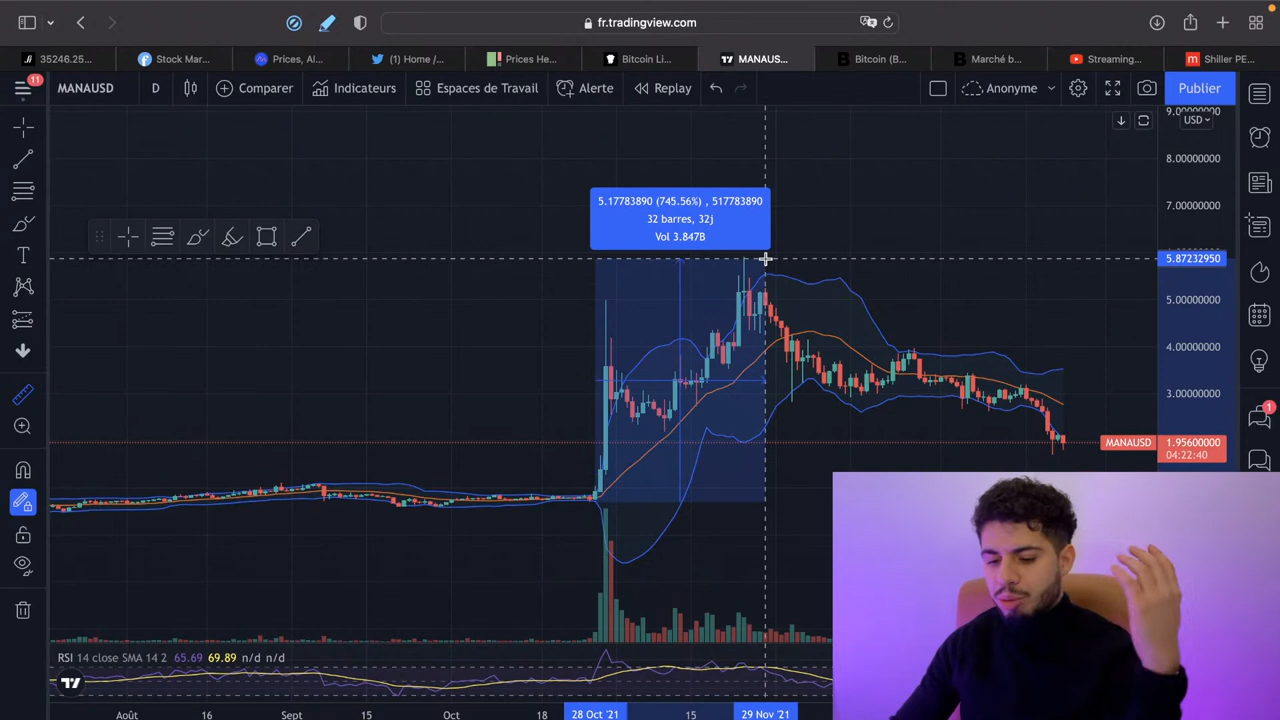 fr.tradingview.com
35246.25...
Stock Mar...
Prices, Al...
(1) Home /...
Prices He...
Bitcoin Li...
MANAUS...
Bitcoin (B...
Marché b...
Streaming...
Shiller PE...
11
MANAUSD
D
Comparer
Indicateurs
Espaces de Travail
Alerte
Replay
Anonyme
Publier
9.00000000
USD
8.00000000
5.17783890 (745.56%) , 517783890
32 barres, 32j
Vol 3.847B
7.00000000
5.87232950
5.00000000
4.00000000
3.00000000
1
MANAUSD
1.95600000
04:22:40
RSI 14 close SMA 14 2 65.69 69.89 n/d n/d
Août
16
Sept
15
Oct
18
28 Oct '21
15
29 Nov '21